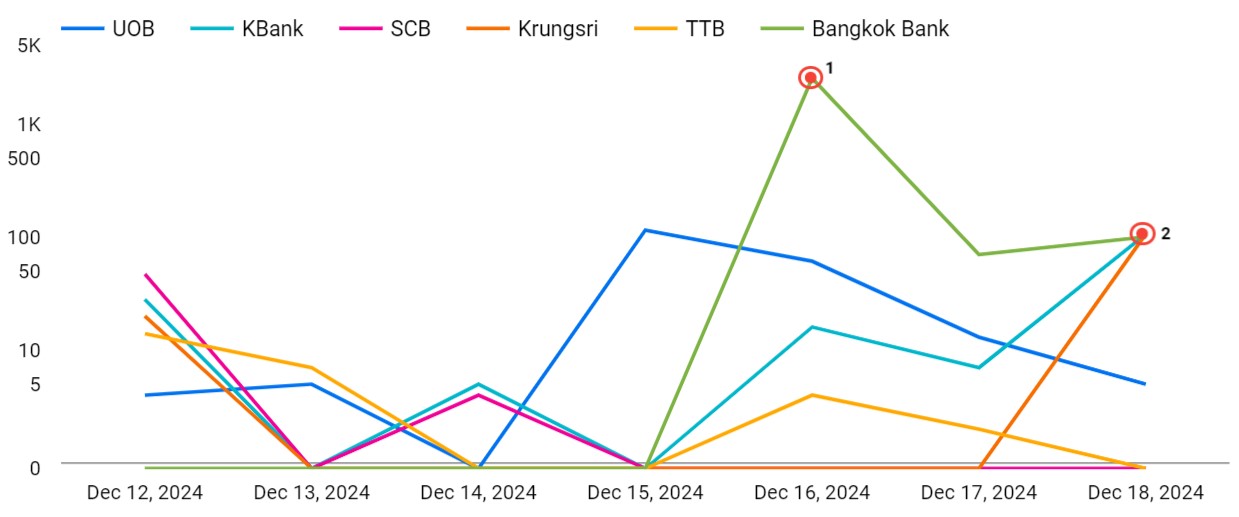 UOB KBank SCB Krungsri TTB Bangkok Bank
5K
1
1K
500
100
2
50
10
5
0
Dec 12, 2024 Dec 13, 2024 Dec 14, 2024 Dec 15, 2024 Dec 16, 2024 Dec 17, 2024 Dec 18, 2024